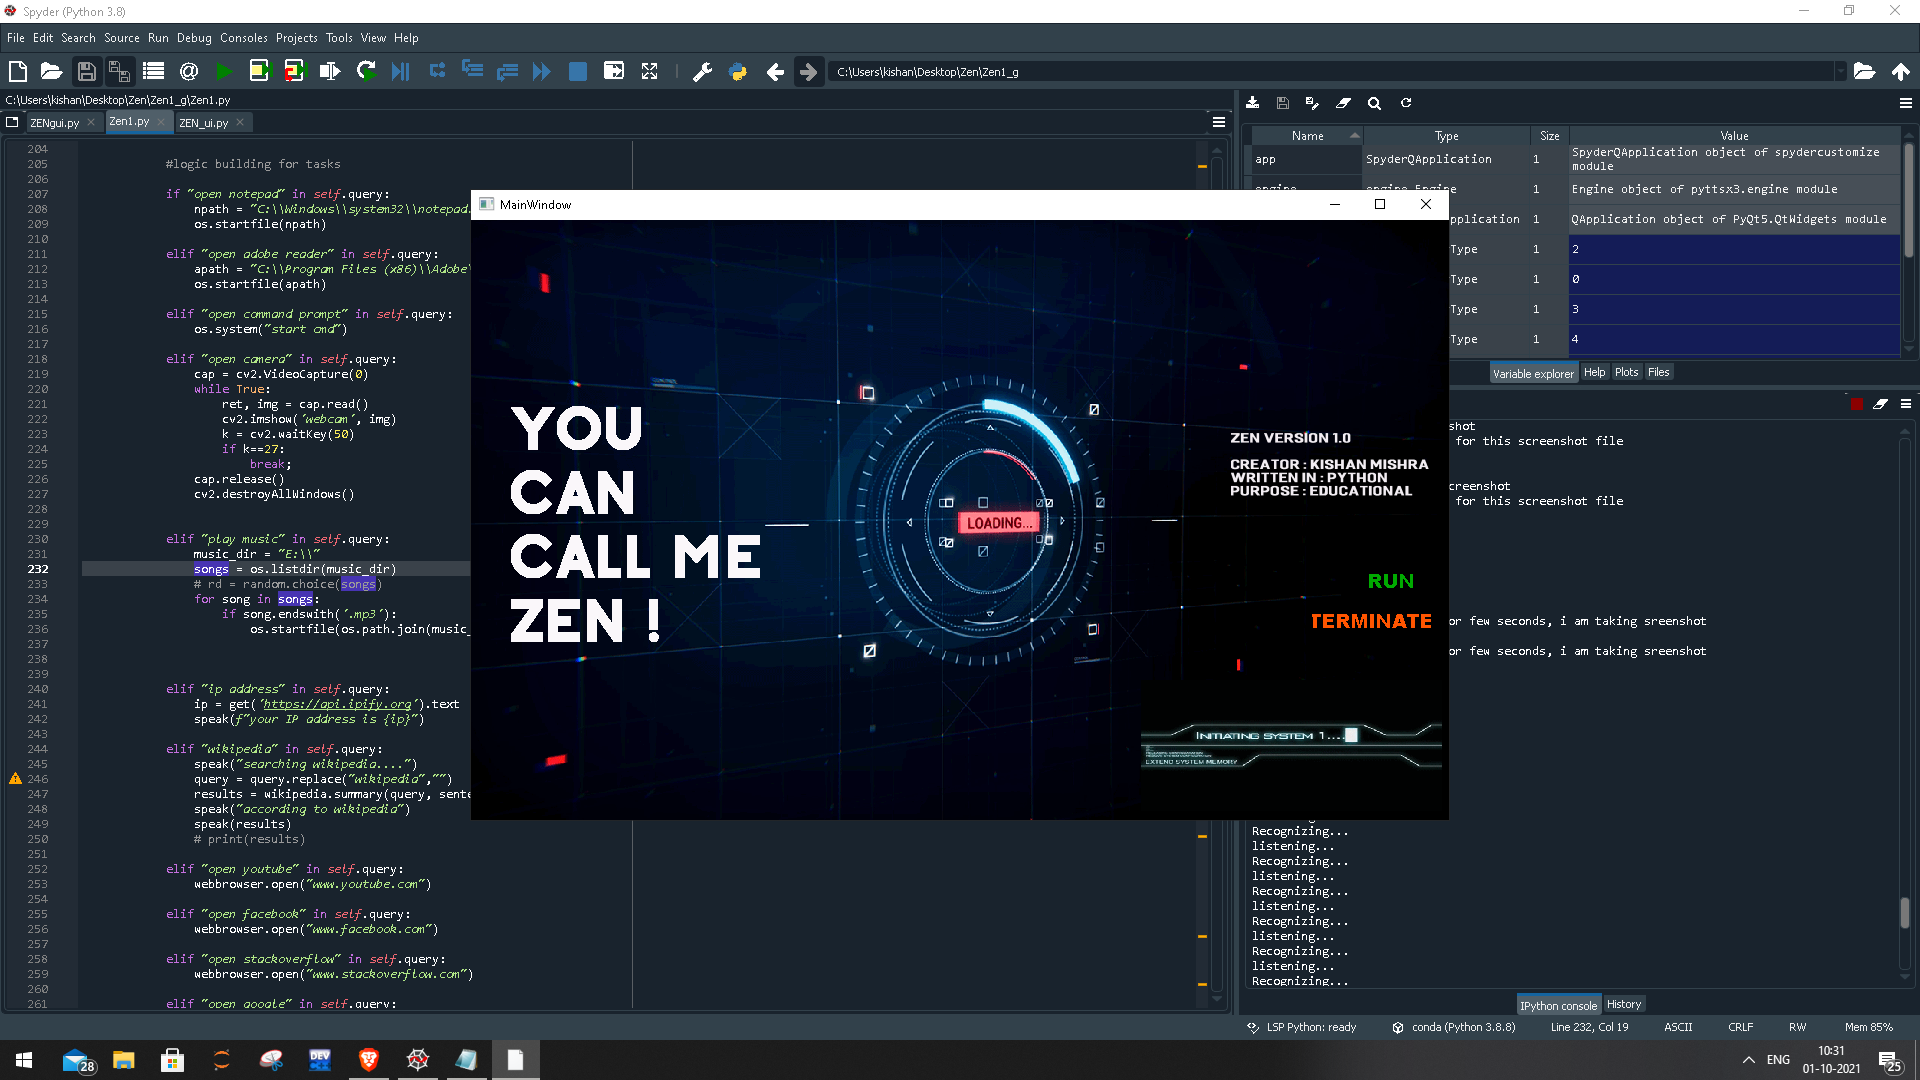 Spyder (Python 3.8)
File Edit Search Source Run Debug Consoles Projects Tools View Help
C:\Users\kishan\Desktop\Zen\Zen1_g
C:\Users\kishan\Desktop\Zen\Zen1_g\Zen1.py
ZENgui.py Zen1.py ZEN_ui.py
204
205 #logic building for tasks
206
207 if "open notepad" in self.query:
208 npath = "C:\\Windows\\system32\\notepad.
209 os.startfile(npath)
210
211 elif "open adobe reader" in self.query:
212 apath = "C:\\Program Files (x86)\\Adobe\
213 os.startfile(apath)
214
215 elif "open command prompt" in self.query:
216 os.system("start cmd")
217
218 elif "open camera" in self.query:
219 cap = cv2.VideoCapture(0)
220 while True:
221 ret, img = cap.read()
222 cv2.imshow('webcam', img)
223 k = cv2.waitKey(50)
224 if k==27:
225 break;
226 cap.release()
227 cv2.destroyAllWindows()
228
229
230 elif "play music" in self.query:
231 music_dir = "E:\\"
232 songs = os.listdir(music_dir)
233 # rd = random.choice(songs)
234 for song in songs:
235 if song.endswith('.mp3'):
236 os.startfile(os.path.join(music_
237
238
239
240 elif "ip address" in self.query:
241 ip = get('https://api.ipify.org').text
242 speak(f"your IP address is {ip}")
243
244 elif "wikipedia" in self.query:
245 speak("searching wikipedia....")
246 query = query.replace("wikipedia","")
247 results = wikipedia.summary(query, sente
248 speak("according to wikipedia")
249 speak(results)
250 # print(results)
251
252 elif "open youtube" in self.query:
253 webbrowser.open("www.youtube.com")
254
255 elif "open facebook" in self.query:
256 webbrowser.open("www.facebook.com")
257
258 elif "open stackoverflow" in self.query:
259 webbrowser.open("www.stackoverflow.com")
260
261 elif "open google" in self.query:
MainWindow
YOU
CAN
CALL ME
ZEN !
LOADING...
ZEN VERSION 1.0
CREATOR : KISHAN MISHRA
WRITTEN IN : PYTHON
PURPOSE : EDUCATIONAL
RUN
TERMINATE
INITIATING SYSTEM 1....
EXTEND SYSTEM MEMORY
Name Type Size Value
app SpyderQApplication 1 SpyderQApplication object of spydercustomize
module
engine engine.Engine 1 Engine object of pyttsx3.engine module
pplication 1 QApplication object of PyQt5.QtWidgets module
Type 1 2
Type 1 0
Type 1 3
Type 1 4
Variable explorer Help Plots Files
shot
for this screenshot file
creenshot
for this screenshot file
or few seconds, i am taking sreenshot
or few seconds, i am taking sreenshot
Recognizing...
listening...
Recognizing...
listening...
Recognizing...
listening...
Recognizing...
listening...
Recognizing...
listening...
Recognizing...
IPython console History
LSP Python: ready conda (Python 3.8.8) Line 232, Col 19 ASCII CRLF RW Mem 85%
28 DEV ENG 10:31
01-10-2021 25